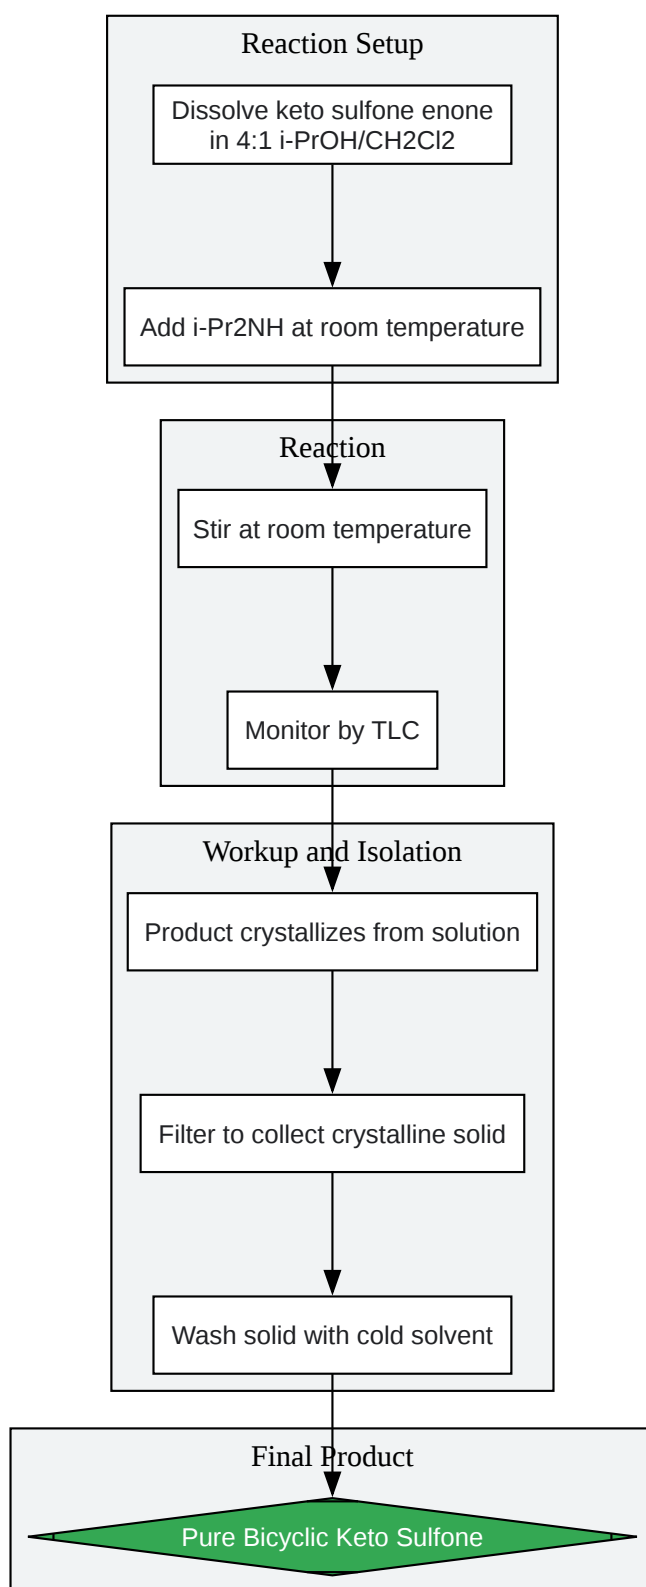 Reaction Setup
Dissolve keto sulfone enone
in 4:1 i-PrOH/CH2Cl2
Add i-Pr2NH at room temperature
Reaction
Stir at room temperature
Monitor by TLC
Workup and Isolation
Product crystallizes from solution
Filter to collect crystalline solid
Wash solid with cold solvent
Final Product
Pure Bicyclic Keto Sulfone